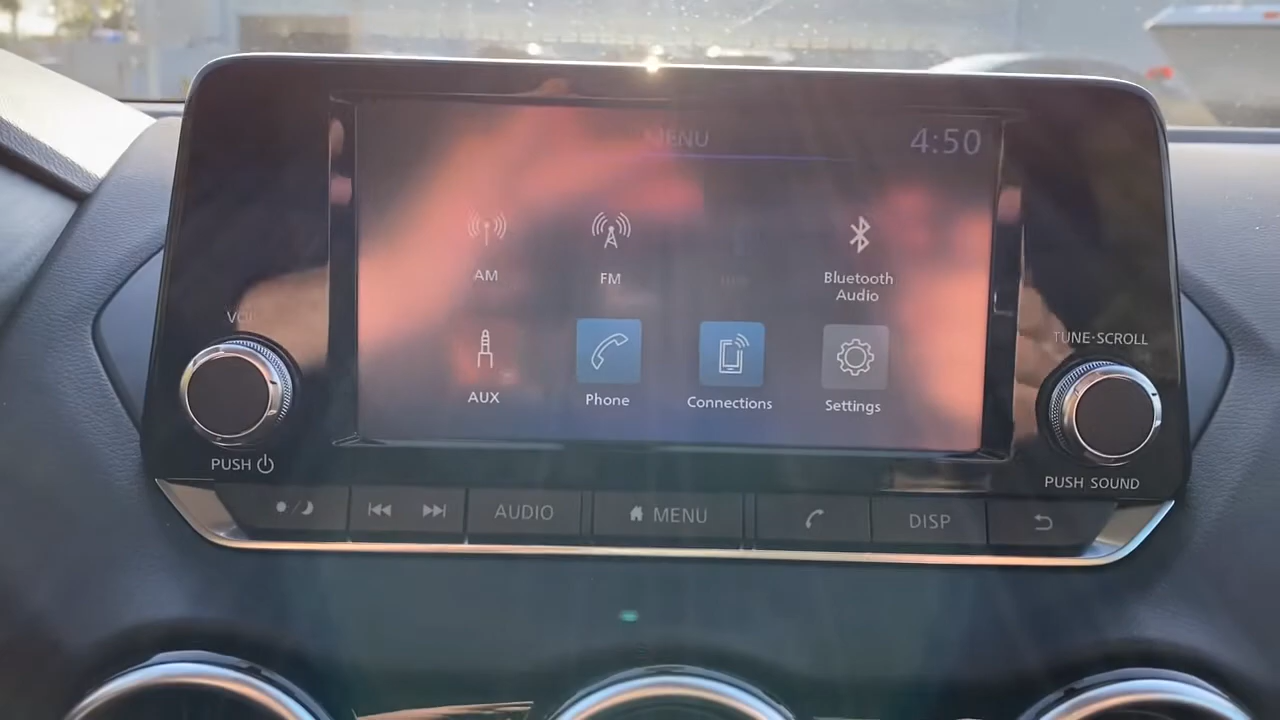 MENU
4:50
AM
FM
Bluetooth
Audio
AUX
Phone
Connections
Settings
VOL
PUSH
TUNE·SCROLL
PUSH SOUND
AUDIO
MENU
DISP